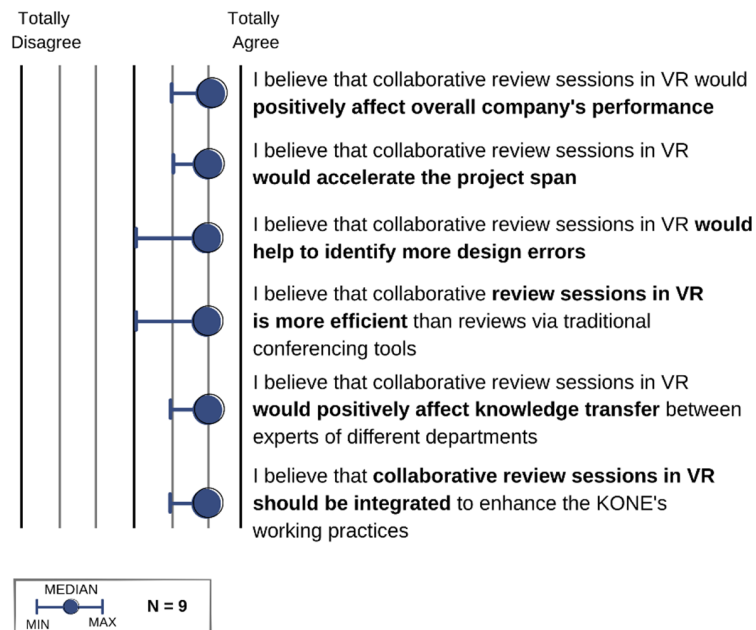 Totally
Disagree
Totally
Agree
I believe that collaborative review sessions in VR would
positively affect overall company's performance
I believe that collaborative review sessions in VR
would accelerate the project span
I believe that collaborative review sessions in VR would
help to identify more design errors
I believe that collaborative review sessions in VR
is more efficient than reviews via traditional
conferencing tools
I believe that collaborative review sessions in VR
would positively affect knowledge transfer between
experts of different departments
I believe that collaborative review sessions in VR
should be integrated to enhance the KONE's
working practices
MEDIAN
MIN
MAX
N = 9